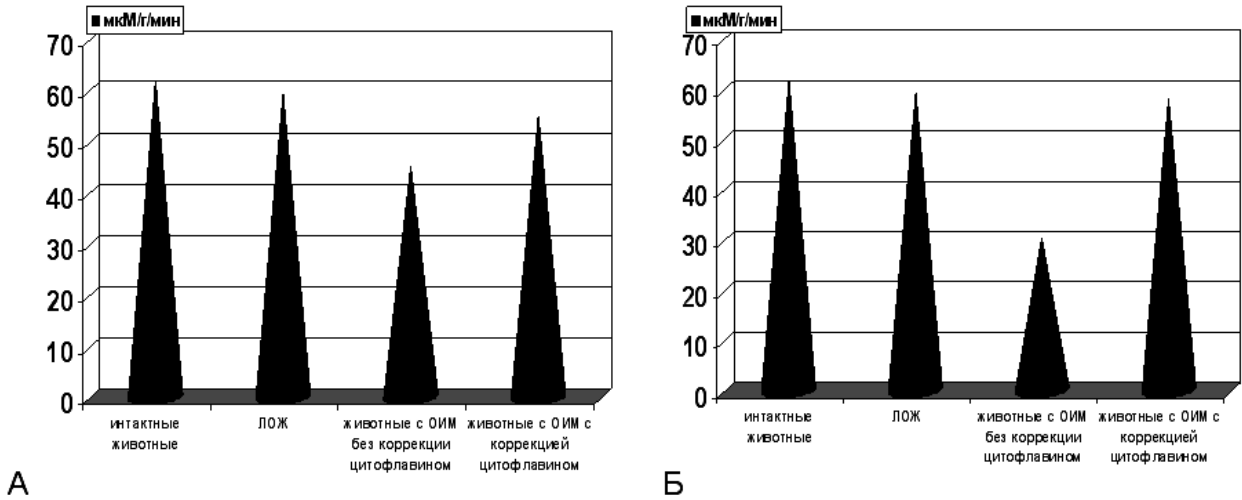 мкМ/г/мин
70
60
50
40
30
20
10
0
интактные
животные
ЛОЖ
животные с ОИМ
без коррекции
цитофлавином
животные с ОИМ с
коррекцией
цитофлавином
А
мкМ/г/мин
70
60
50
40
30
20
10
0
интактные
животные
ЛОЖ
животные с ОИМ
без коррекции
цитофлавином
животные с ОИМ с
коррекцией
цитофлавином
Б